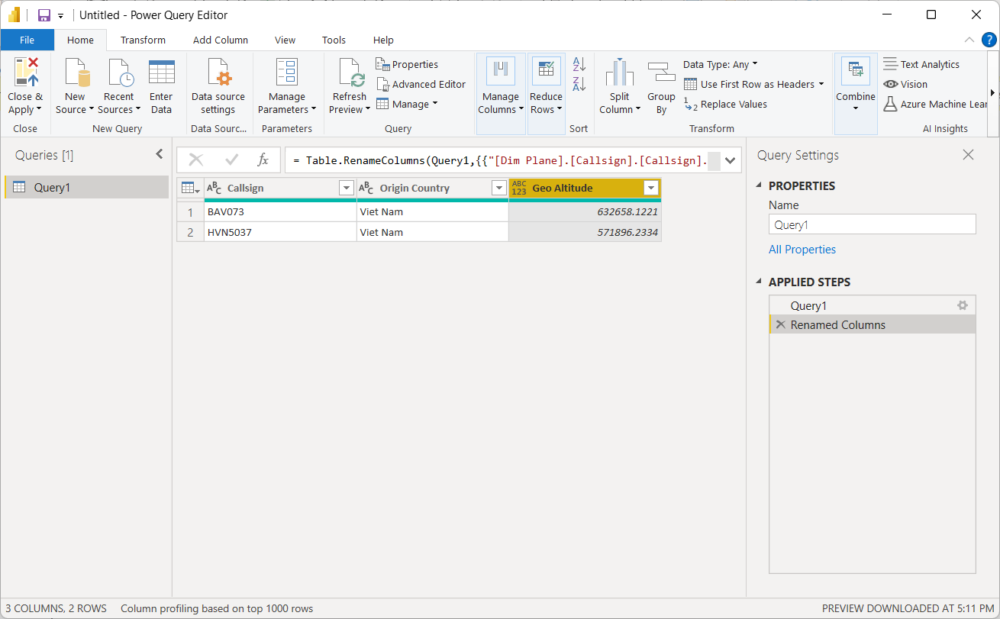 Untitled - Power Query Editor
File Home Transform Add Column View Tools Help
Close & Apply
New Source
Recent Sources
Enter Data
Data source settings
Manage Parameters
Refresh Preview
Properties
Advanced Editor
Manage
Manage Columns
Reduce Rows
Split Column
Group By
Data Type: Any
Use First Row as Headers
Replace Values
Combine
Text Analytics
Vision
Azure Machine Lear
Close New Query Data Sourc... Parameters Query Sort Transform AI Insights
Queries [1]
Query1
fx = Table.RenameColumns(Query1,{{"[Dim Plane].[Callsign].[Callsign].
ABC Callsign ABC Origin Country ABC 123 Geo Altitude
1 BAV073 Viet Nam 632658.1221
2 HVN5037 Viet Nam 571896.2334
Query Settings
PROPERTIES
Name
Query1
All Properties
APPLIED STEPS
Query1
Renamed Columns
3 COLUMNS, 2 ROWS Column profiling based on top 1000 rows PREVIEW DOWNLOADED AT 5:11 PM